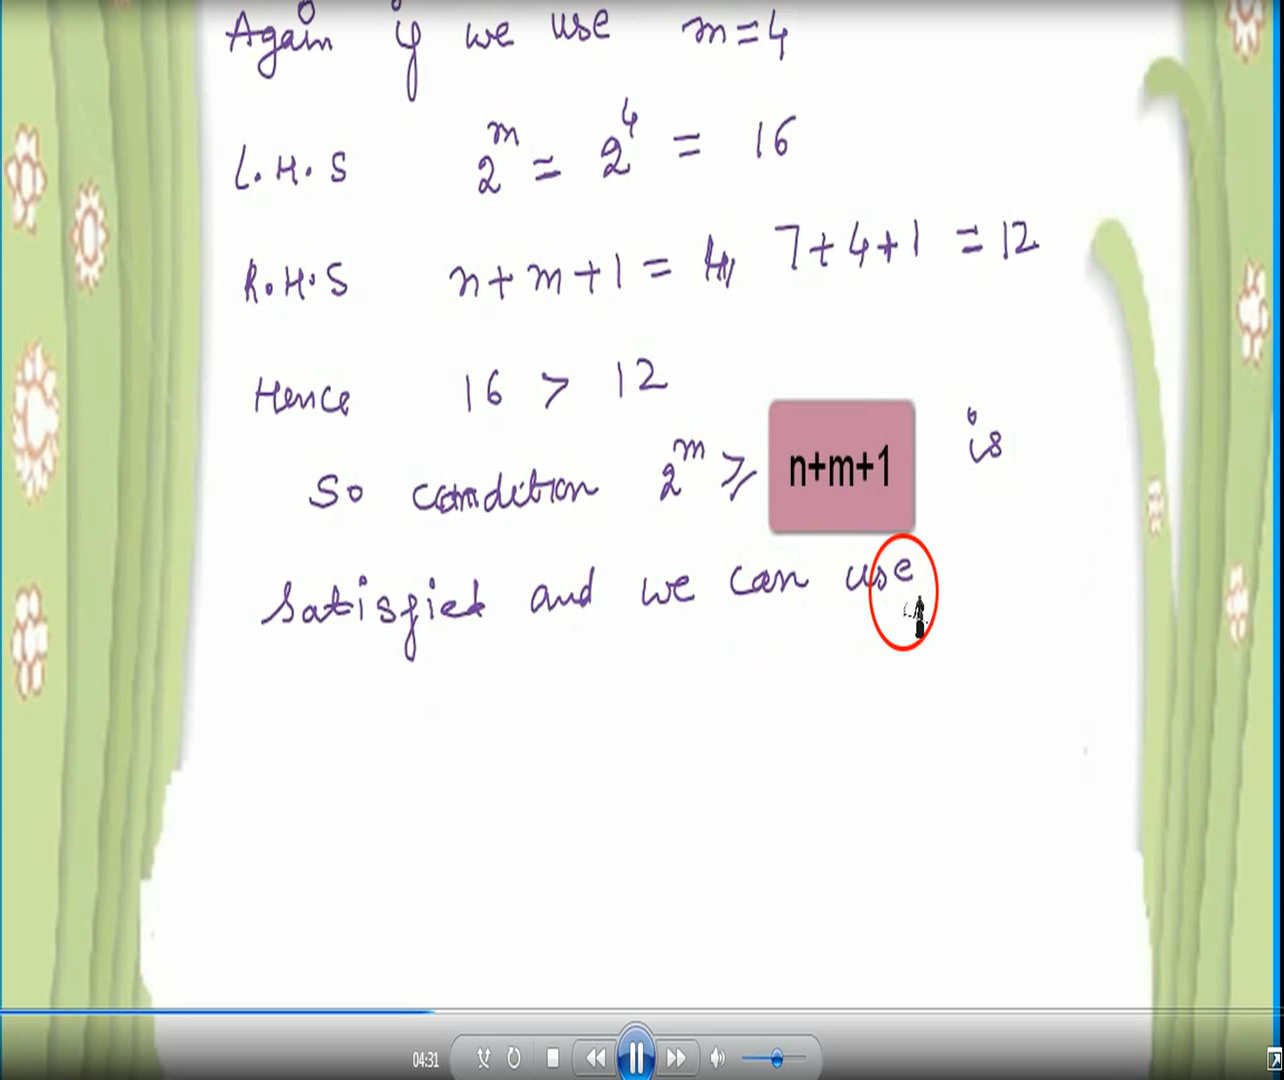 Again if we use m=4
L.H.S 2^m = 2^4 = 16
R.H.S n+m+1 = 7+4+1 = 12
Hence 16 > 12
So condition 2^m ≥ n+m+1 is
satisfied and we can use
04:31